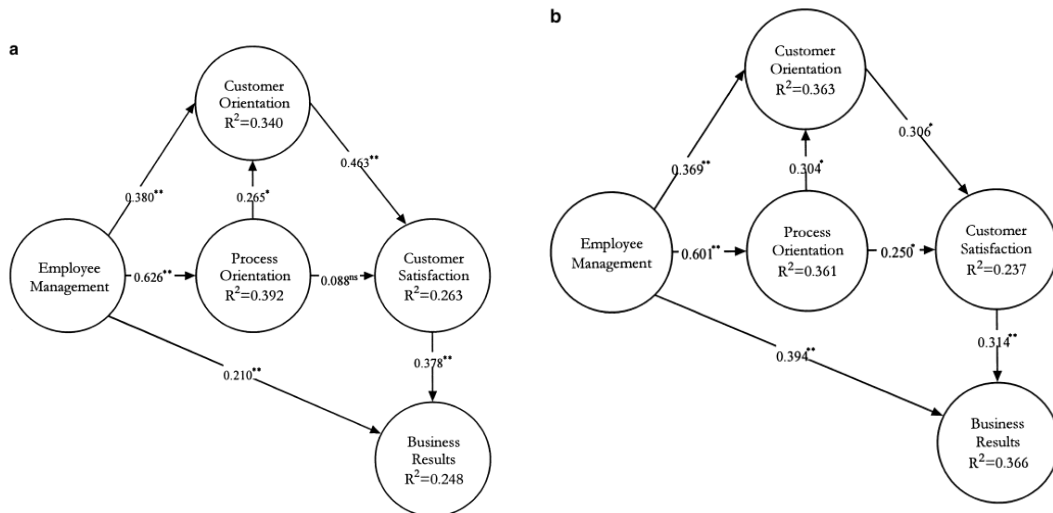 a
Customer
Orientation
R²=0.340
0.380**
0.265*
0.463**
Employee
Management
0.626**
Process
Orientation
R²=0.392
0.088ns
Customer
Satisfaction
R²=0.263
0.210**
0.378**
Business
Results
R²=0.248
b
Customer
Orientation
R²=0.363
0.369**
0.304*
0.306*
Employee
Management
0.601**
Process
Orientation
R²=0.361
0.250*
Customer
Satisfaction
R²=0.237
0.394**
0.314**
Business
Results
R²=0.366